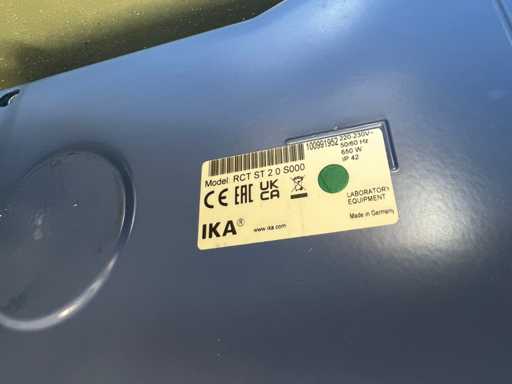 Model: RCT ST 2 0 S000
100991952
220-230V~
50/60 Hz
650 W
IP 42
CE EAC UK CA
LABORATORY
EQUIPMENT
IKA®
www.ika.com
Made in Germany